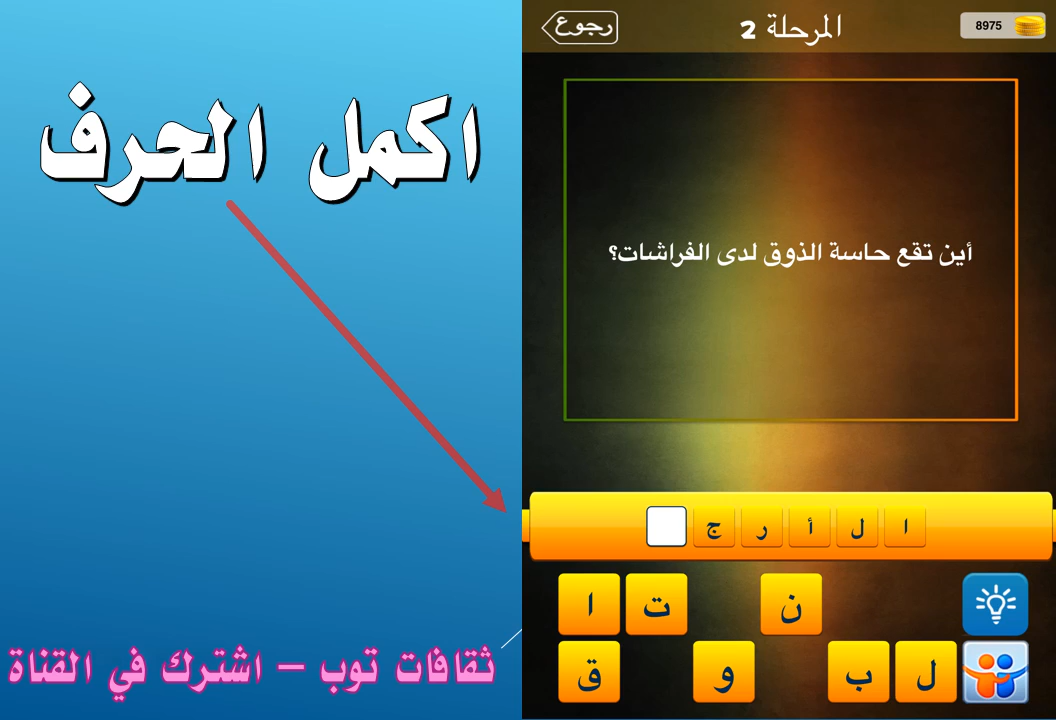 اكمل الحرف
ثقافات توب – اشترك في القناة
رجوع
المرحلة 2
8975
أين تقع حاسة الذوق لدى الفراشات؟
ا ل أ ر ج
ن ت ا
ل ب و ق